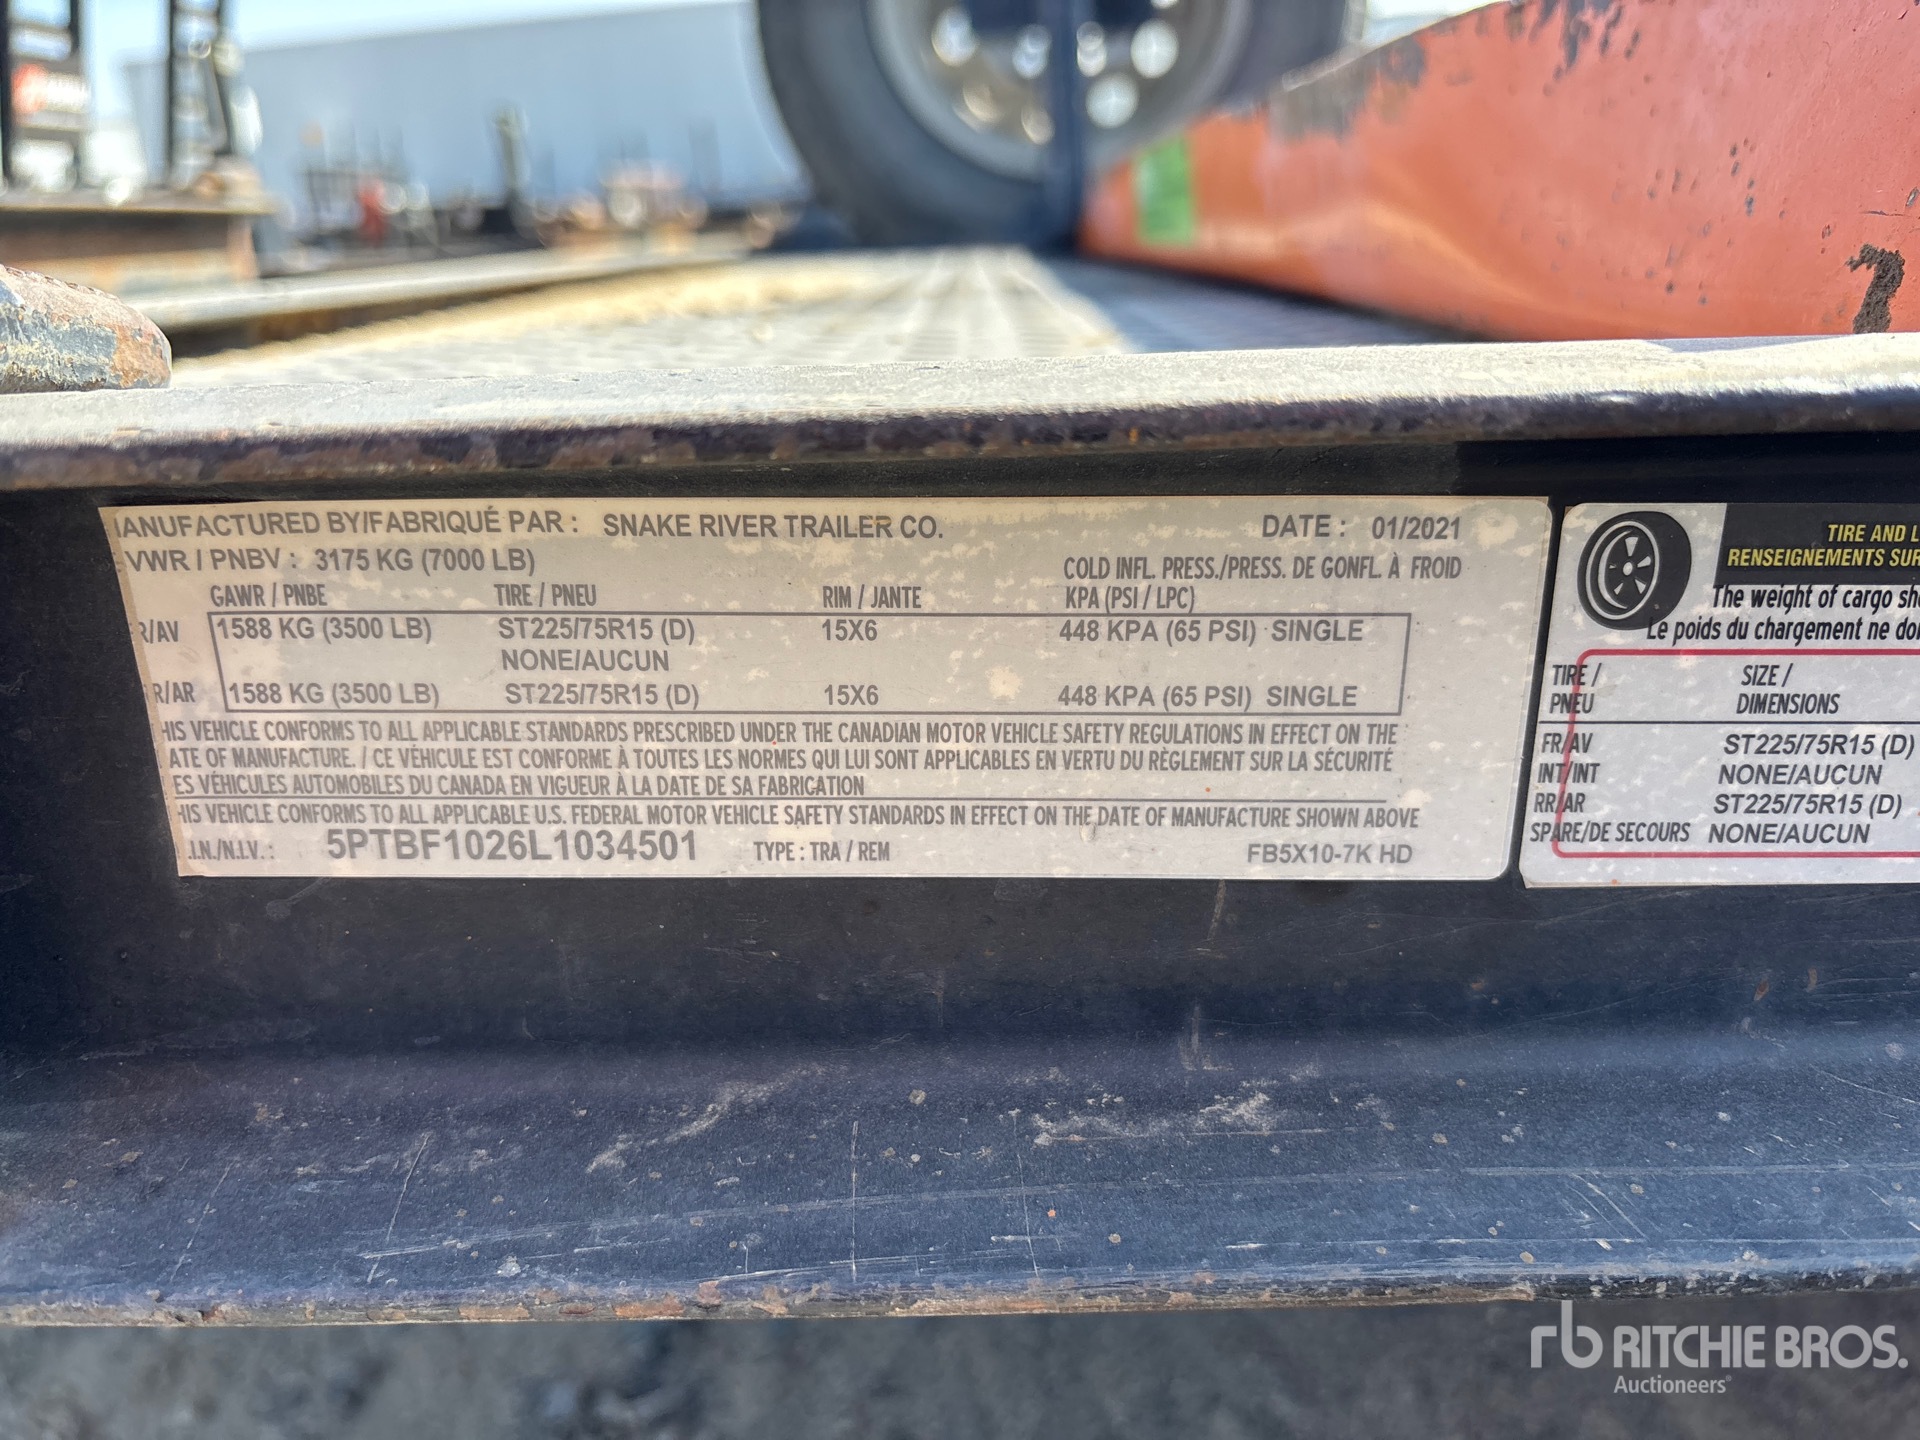 MANUFACTURED BY/FABRIQUÉ PAR : SNAKE RIVER TRAILER CO. DATE : 01/2021
VWR / PNBV : 3175 KG (7000 LB)
COLD INFL. PRESS./PRESS. DE GONFL. À FROID
GAWR / PNBE TIRE / PNEU RIM / JANTE KPA (PSI / LPC)
R/AV 1588 KG (3500 LB) ST225/75R15 (D) 15X6 448 KPA (65 PSI) SINGLE
NONE/AUCUN
R/AR 1588 KG (3500 LB) ST225/75R15 (D) 15X6 448 KPA (65 PSI) SINGLE
HIS VEHICLE CONFORMS TO ALL APPLICABLE STANDARDS PRESCRIBED UNDER THE CANADIAN MOTOR VEHICLE SAFETY REGULATIONS IN EFFECT ON THE
ATE OF MANUFACTURE. / CE VÉHICULE EST CONFORME À TOUTES LES NORMES QUI LUI SONT APPLICABLES EN VERTU DU RÈGLEMENT SUR LA SÉCURITÉ
ES VÉHICULES AUTOMOBILES DU CANADA EN VIGUEUR À LA DATE DE SA FABRICATION
HIS VEHICLE CONFORMS TO ALL APPLICABLE U.S. FEDERAL MOTOR VEHICLE SAFETY STANDARDS IN EFFECT ON THE DATE OF MANUFACTURE SHOWN ABOVE
.I.N./N.I.V. : 5PTBF1026L1034501 TYPE : TRA / REM FB5X10-7K HD
TIRE AND L
RENSEIGNEMENTS SUR
The weight of cargo sho
Le poids du chargement ne do
TIRE / SIZE /
PNEU DIMENSIONS
FR/AV ST225/75R15 (D)
INT/INT NONE/AUCUN
RR/AR ST225/75R15 (D)
SPARE/DE SECOURS NONE/AUCUN
rb RITCHIE BROS.
Auctioneers